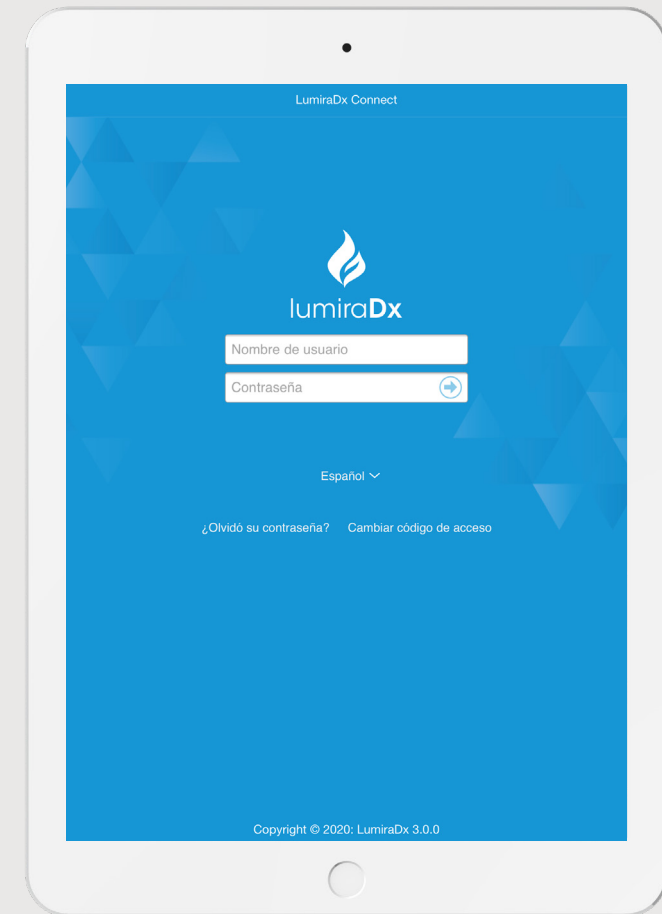 LumiraDx Connect
lumiraDx
Nombre de usuario
Contraseña
Español
¿Olvidó su contraseña? Cambiar código de acceso
Copyright © 2020: LumiraDx 3.0.0